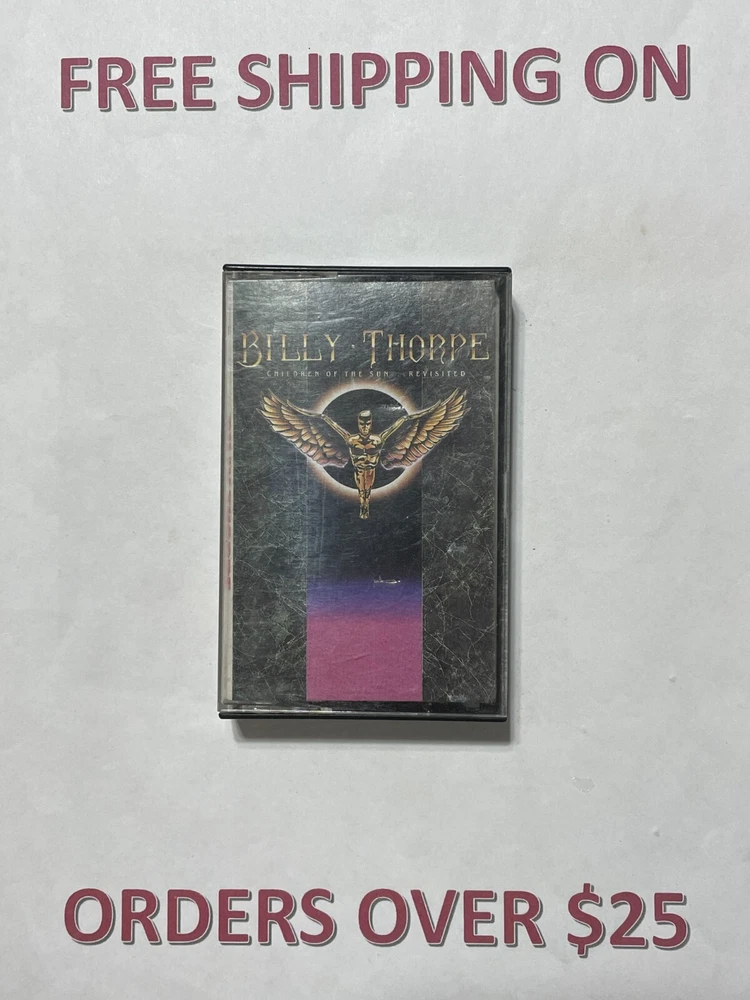 FREE SHIPPING ON
BILLY · THORPE
CHILDREN OF THE SUN... REVISITED
ORDERS OVER $25